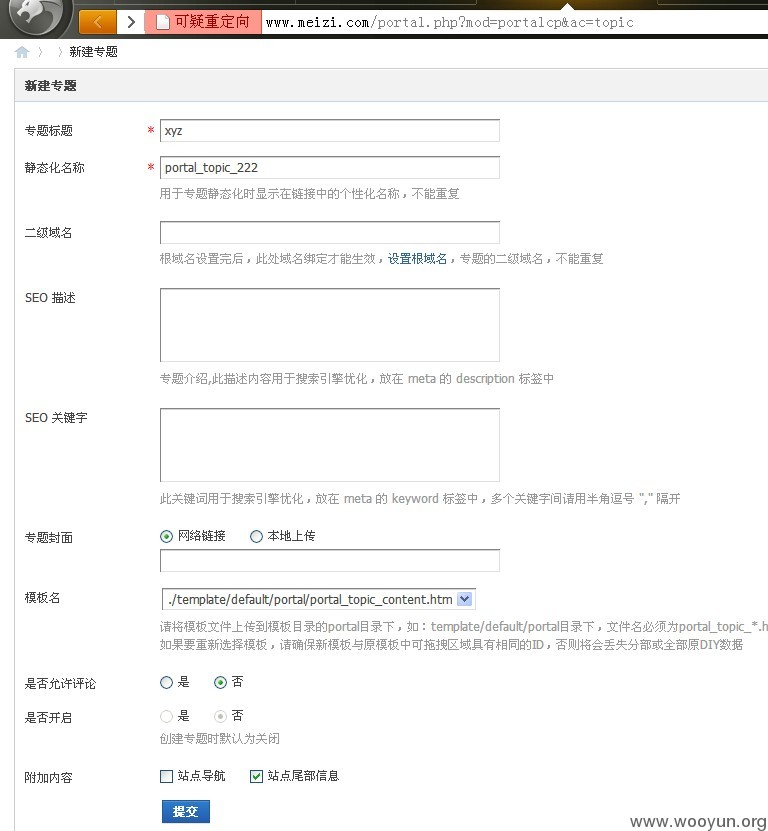 可疑重定向 www.meizi.com/portal.php?mod=portalcp&ac=topic
新建专题
新建专题
专题标题 * xyz
静态化名称 * portal_topic_222
用于专题静态化时显示在链接中的个性化名称，不能重复
二级域名
根域名设置完后，此处域名绑定才能生效，设置根域名，专题的二级域名，不能重复
SEO 描述
专题介绍,此描述内容用于搜索引擎优化，放在 meta 的 description 标签中
SEO 关键字
此关键词用于搜索引擎优化，放在 meta 的 keyword 标签中，多个关键字间请用半角逗号 "," 隔开
专题封面 网络链接 本地上传
模板名 ./template/default/portal/portal_topic_content.htm
请将模板文件上传到模板目录的portal目录下，如：template/default/portal目录下，文件名必须为portal_topic_*.h
如果要重新选择模板，请确保新模板与原模板中可拖拽区域具有相同的ID，否则将会丢失分部或全部原DIY数据
是否允许评论 是 否
是否开启 是 否
创建专题时默认为关闭
附加内容 站点导航 站点尾部信息
提交
www.wooyun.org